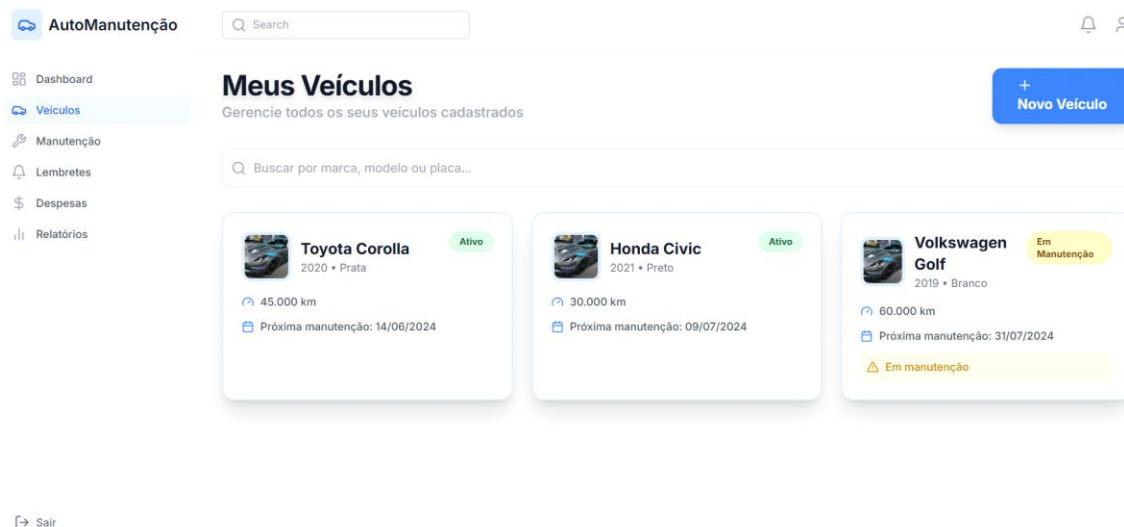 AutoManutenção
Search
Dashboard
Veículos
Manutenção
Lembretes
Despesas
Relatórios
Sair
Meus Veículos
Gerencie todos os seus veículos cadastrados
+
Novo Veículo
Buscar por marca, modelo ou placa...
Toyota Corolla
Ativo
2020 • Prata
45.000 km
Próxima manutenção: 14/06/2024
Honda Civic
Ativo
2021 • Preto
30.000 km
Próxima manutenção: 09/07/2024
Volkswagen
Golf
Em
Manutenção
2019 • Branco
60.000 km
Próxima manutenção: 31/07/2024
Em manutenção